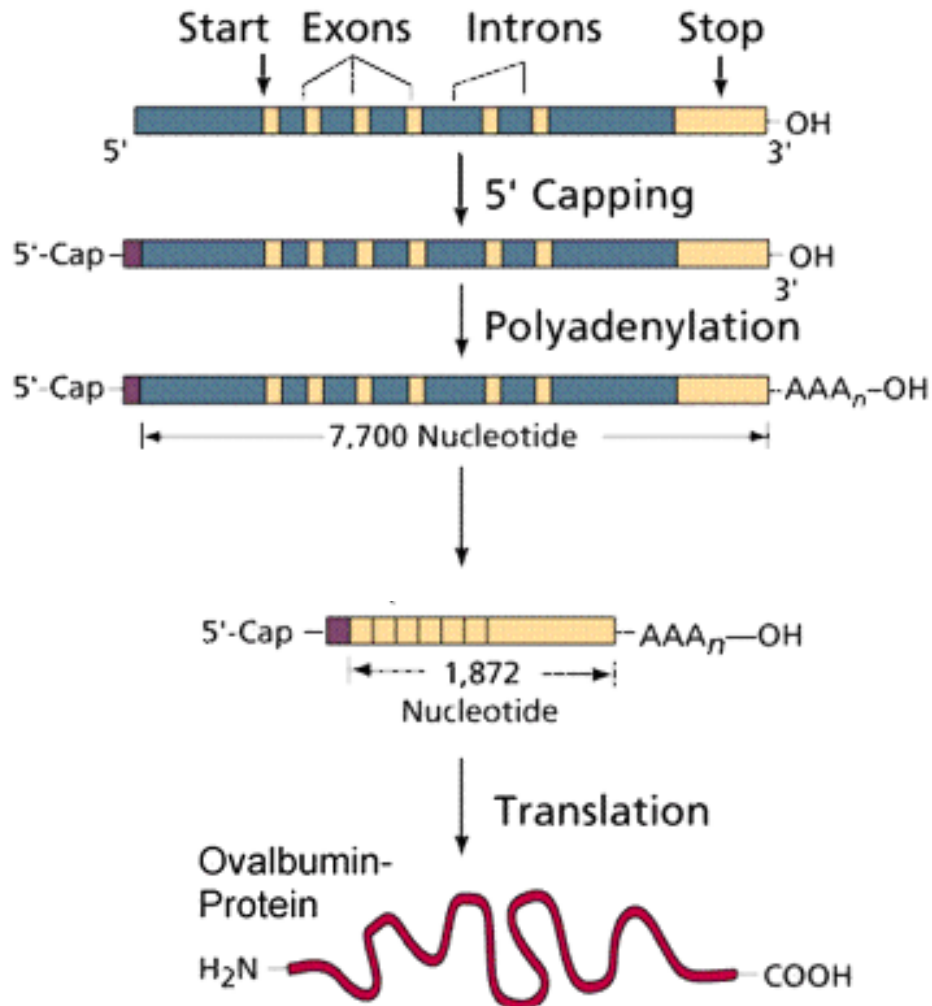 Start Exons Introns Stop
OH
5' 3'
5' Capping
5'-Cap OH
3'
Polyadenylation
5'-Cap AAAn–OH
7,700 Nucleotide
5'-Cap AAAn—OH
1,872
Nucleotide
Translation
Ovalbumin-
Protein
H₂N COOH